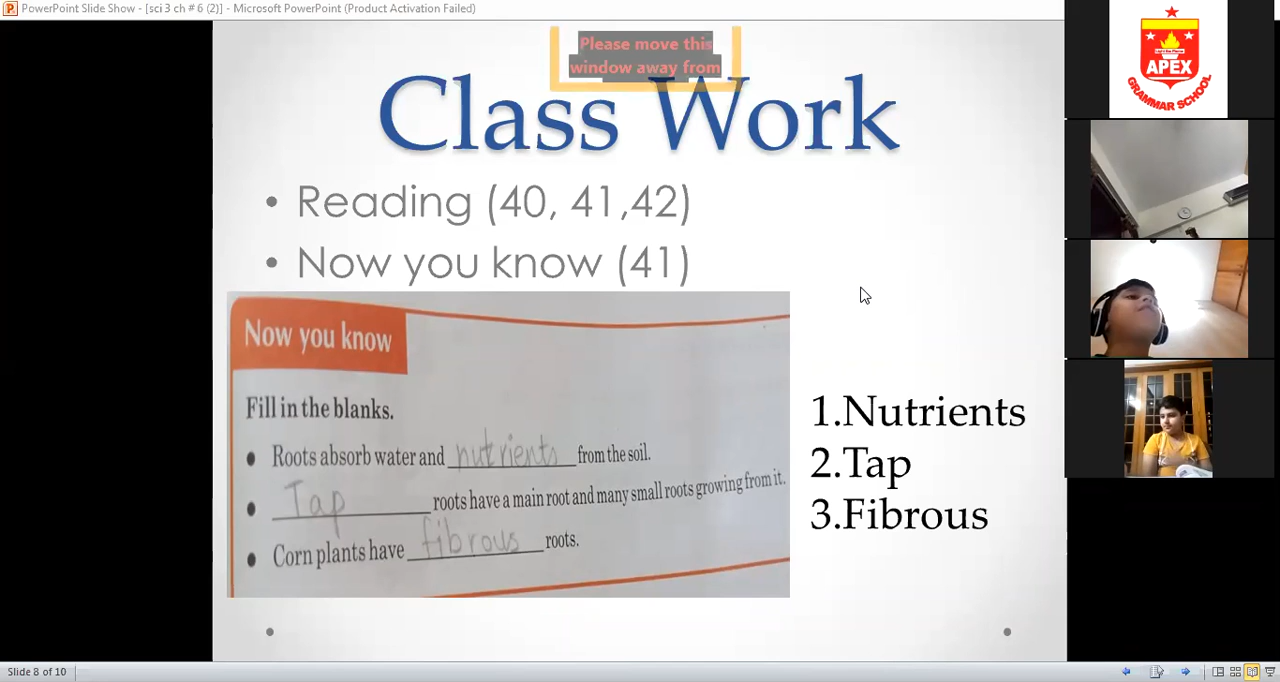 PowerPoint Slide Show - [sci 3 ch # 6 (2)] - Microsoft PowerPoint (Product Activation Failed)
Please move this
window away from
Class Work
• Reading (40, 41,42)
• Now you know (41)
Now you know
Fill in the blanks.
• Roots absorb water and nutrients from the soil.
• Tap roots have a main root and many small roots growing from it.
• Corn plants have fibrous roots.
1.Nutrients
2.Tap
3.Fibrous
APEX
GRAMMAR SCHOOL
Slide 8 of 10